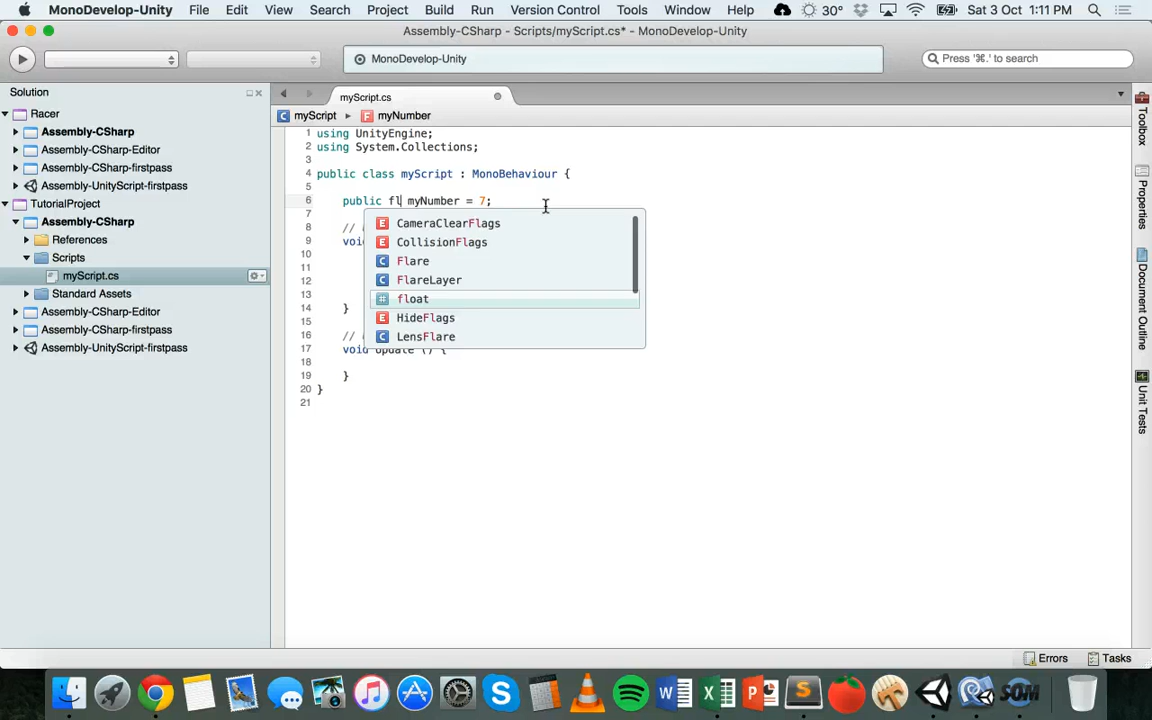 MonoDevelop-Unity File Edit View Search Project Build Run Version Control Tools Window Help 30° Sat 3 Oct 1:11 PM
Assembly-CSharp - Scripts/myScript.cs* - MonoDevelop-Unity
MonoDevelop-Unity
Press '⌘.' to search
Solution
Racer
Assembly-CSharp
Assembly-CSharp-Editor
Assembly-CSharp-firstpass
Assembly-UnityScript-firstpass
TutorialProject
Assembly-CSharp
References
Scripts
myScript.cs
Standard Assets
Assembly-CSharp-Editor
Assembly-CSharp-firstpass
Assembly-UnityScript-firstpass
myScript.cs
C myScript F myNumber
1 using UnityEngine;
2 using System.Collections;
3
4 public class myScript : MonoBehaviour {
5
6 public fl myNumber = 7;
7
8 //
9 voi
10
11
12
13
14 }
15
16 //
17 void Update () {
18
19 }
20 }
21
E CameraClearFlags
E CollisionFlags
C Flare
C FlareLayer
# float
E HideFlags
C LensFlare
Toolbox
Properties
Document Outline
Unit Tests
Errors Tasks
SOM